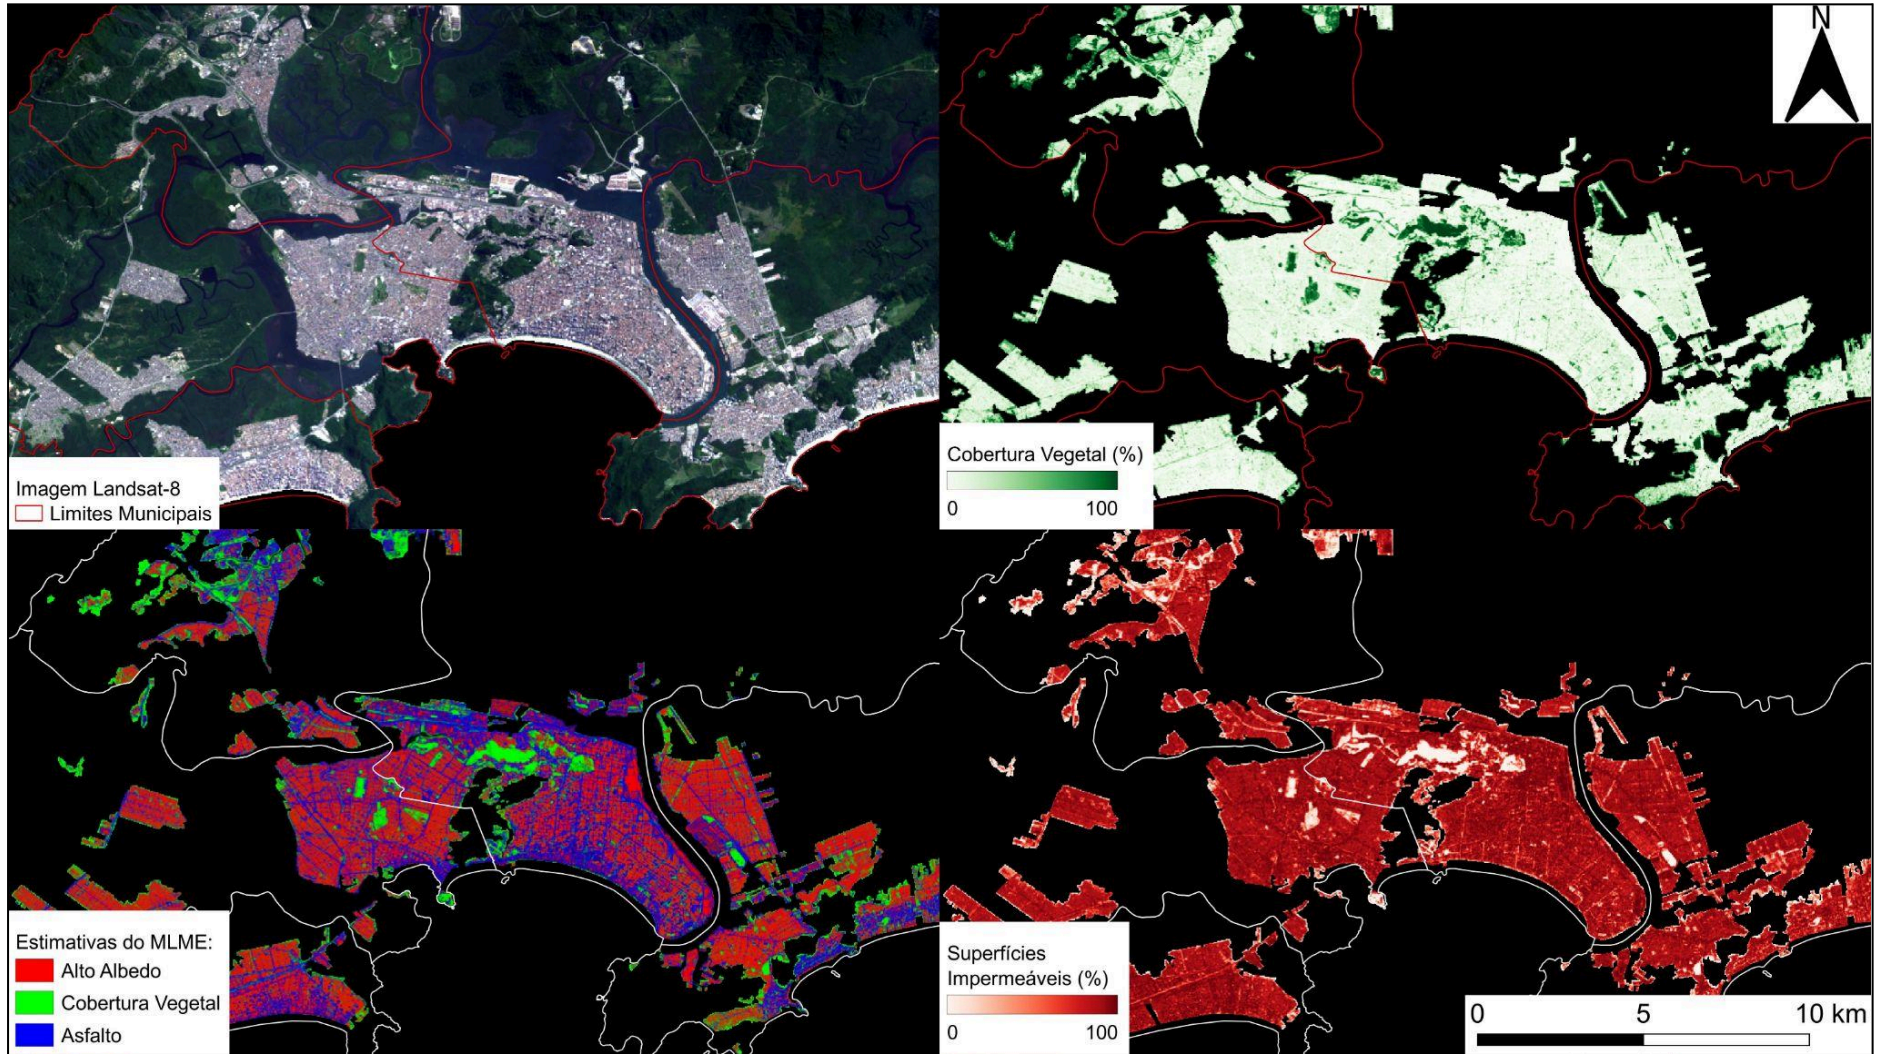 N
Imagem Landsat-8
Limites Municipais
Cobertura Vegetal (%)
0 100
Estimativas do MLME:
Alto Albedo
Cobertura Vegetal
Asfalto
Superfícies
Impermeáveis (%)
0 100
0 5 10 km